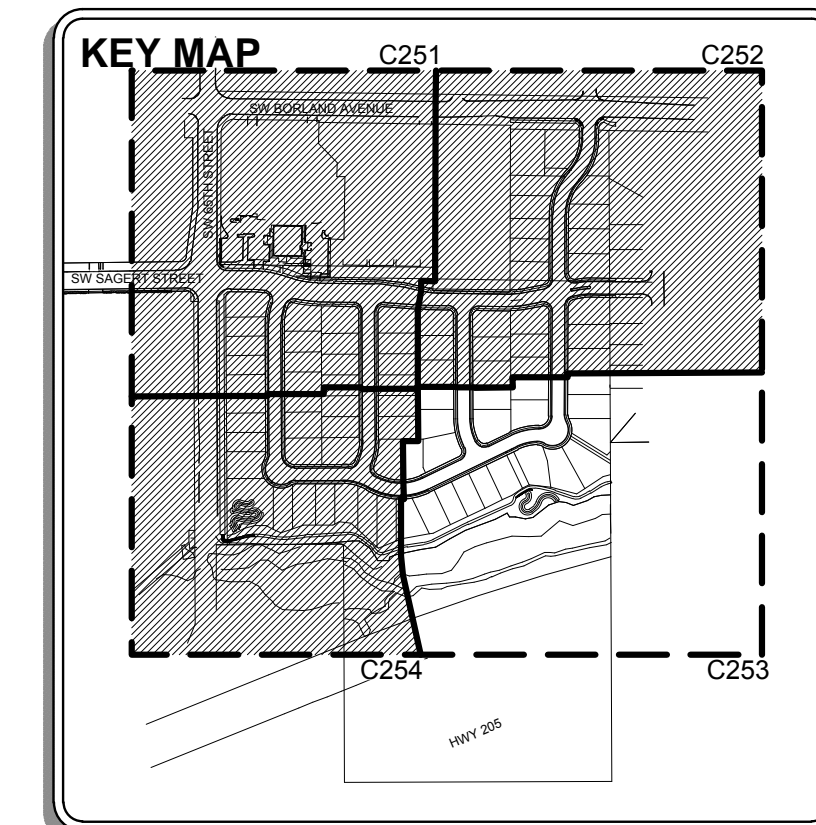 KEY MAP
C251
C252
SW BORLAND AVENUE
SW 65TH STREET
SW SAGERT STREET
C254
C253
HWY 205